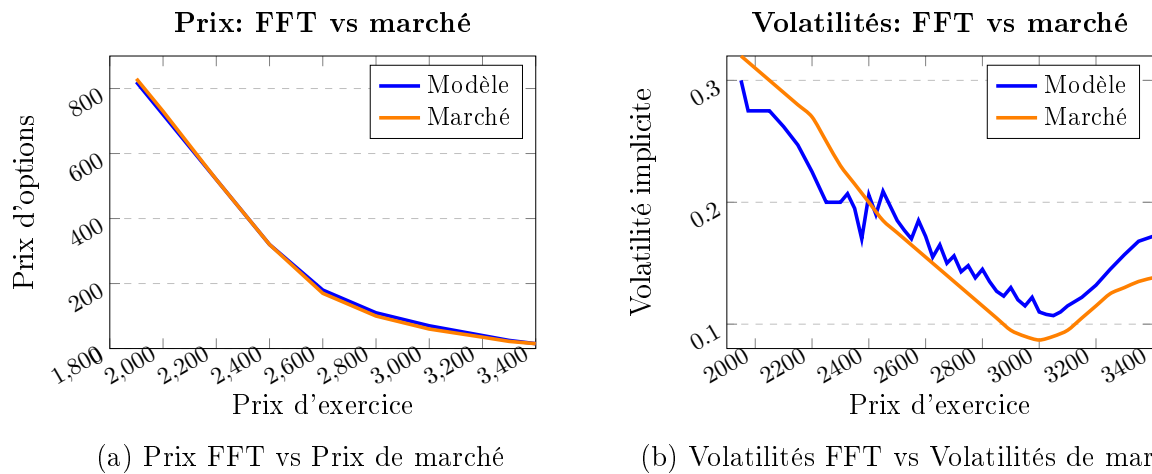 Prix: FFT vs marché
Prix d'options
800
600
400
200
1,800
2,000
2,200
2,400
2,600
2,800
3,000
3,200
3,400
Prix d'exercice
Modèle
Marché
(a) Prix FFT vs Prix de marché
Volatilités: FFT vs marché
Volatilité implicite
0.3
0.2
0.1
2000
2200
2400
2600
2800
3000
3200
3400
Prix d'exercice
Modèle
Marché
(b) Volatilités FFT vs Volatilités de mar